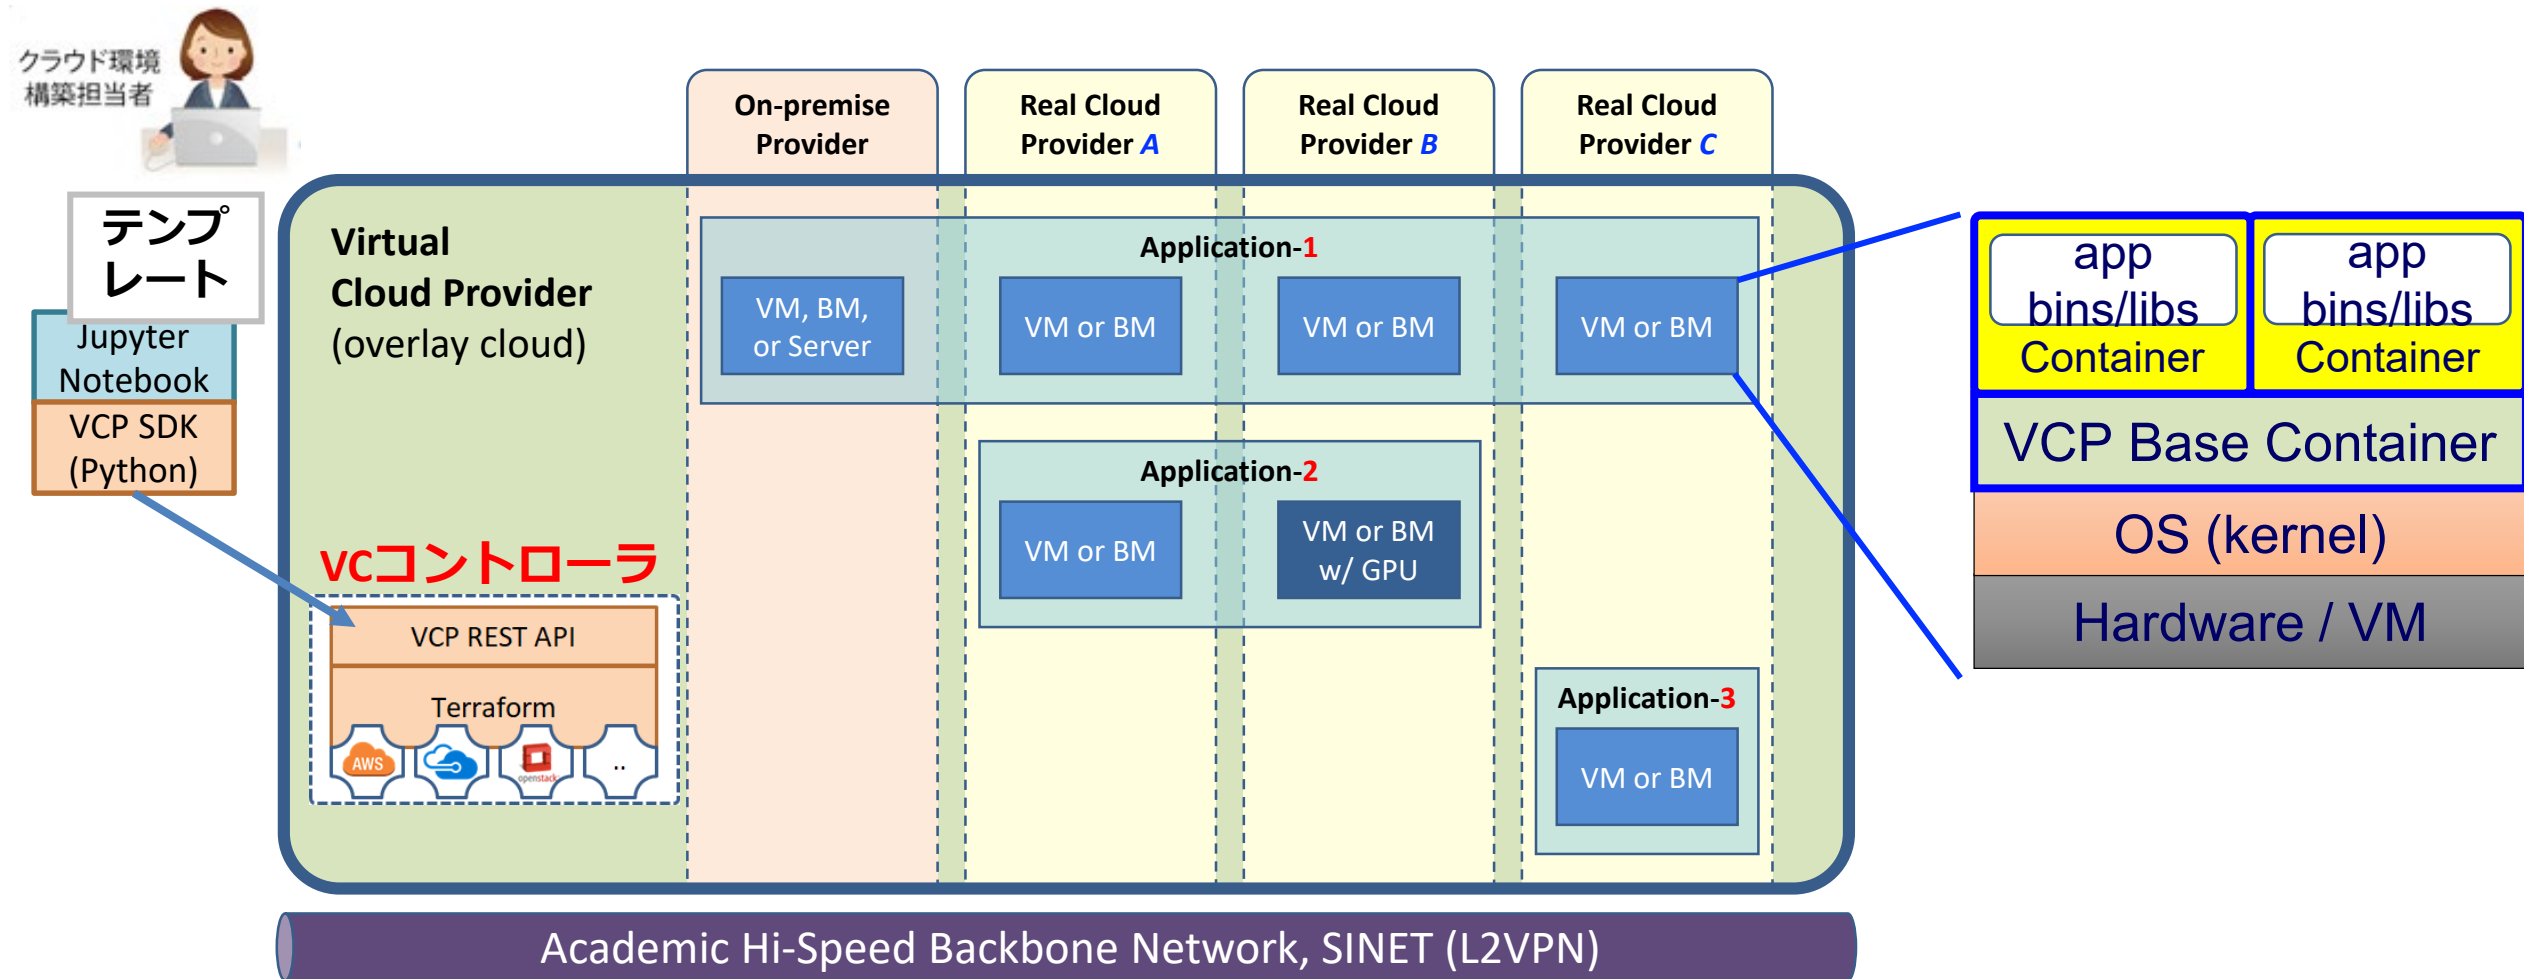 クラウド環境
構築担当者
テンプ
レート
Jupyter
Notebook
VCP SDK
(Python)
On-premise
Provider
Real Cloud
Provider A
Real Cloud
Provider B
Real Cloud
Provider C
Virtual
Cloud Provider
(overlay cloud)
VCコントローラ
VCP REST API
Terraform
AWS
openstack
..
Application-1
VM, BM,
or Server
VM or BM
VM or BM
VM or BM
Application-2
VM or BM
VM or BM
w/ GPU
Application-3
VM or BM
app
bins/libs
Container
app
bins/libs
Container
VCP Base Container
OS (kernel)
Hardware / VM
Academic Hi-Speed Backbone Network, SINET (L2VPN)